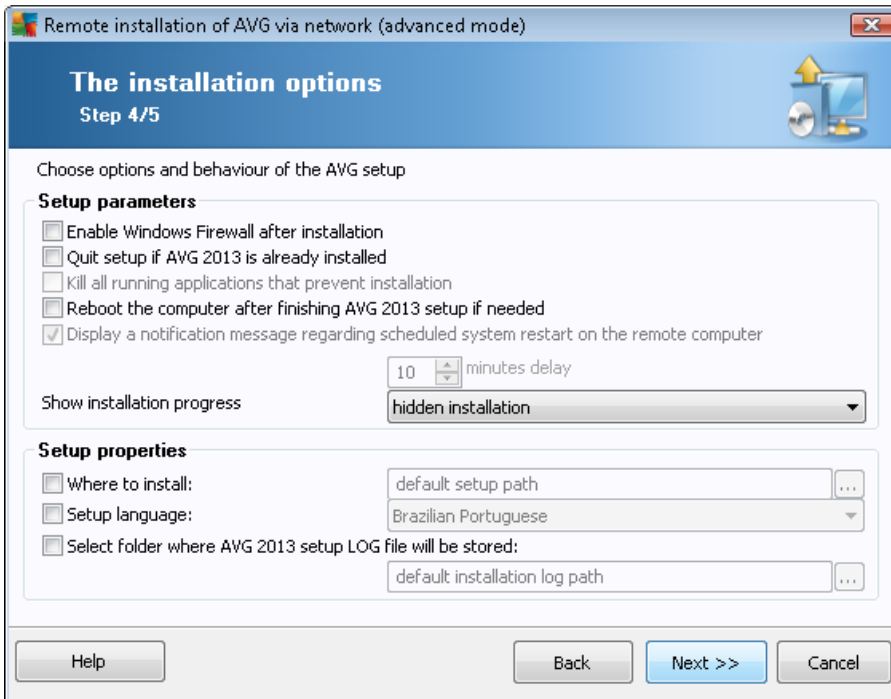 Remote installation of AVG via network (advanced mode)
The installation options
Step 4/5
Choose options and behaviour of the AVG setup
Setup parameters
Enable Windows Firewall after installation
Quit setup if AVG 2013 is already installed
Kill all running applications that prevent installation
Reboot the computer after finishing AVG 2013 setup if needed
Display a notification message regarding scheduled system restart on the remote computer
10 minutes delay
Show installation progress hidden installation
Setup properties
Where to install: default setup path ...
Setup language: Brazilian Portuguese
Select folder where AVG 2013 setup LOG file will be stored:
default installation log path ...
Help Back Next >> Cancel